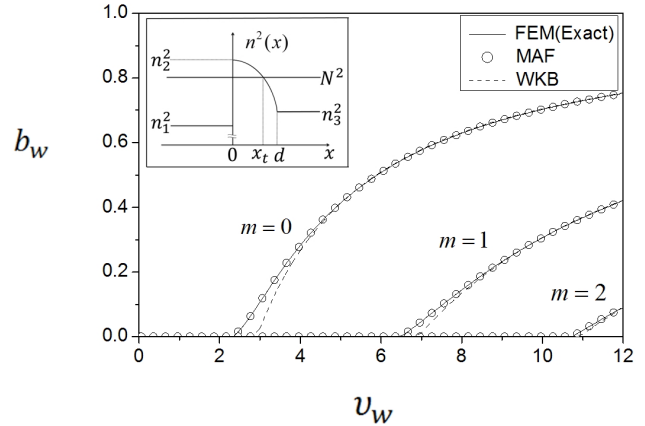 1.0
0.8
0.6
0.4
0.2
0.0
b_w
n²(x)
n₂²
N²
n₁²
n₃²
0 x_t d x
FEM(Exact)
MAF
WKB
m = 0
m = 1
m = 2
0 2 4 6 8 10 12
υ_w